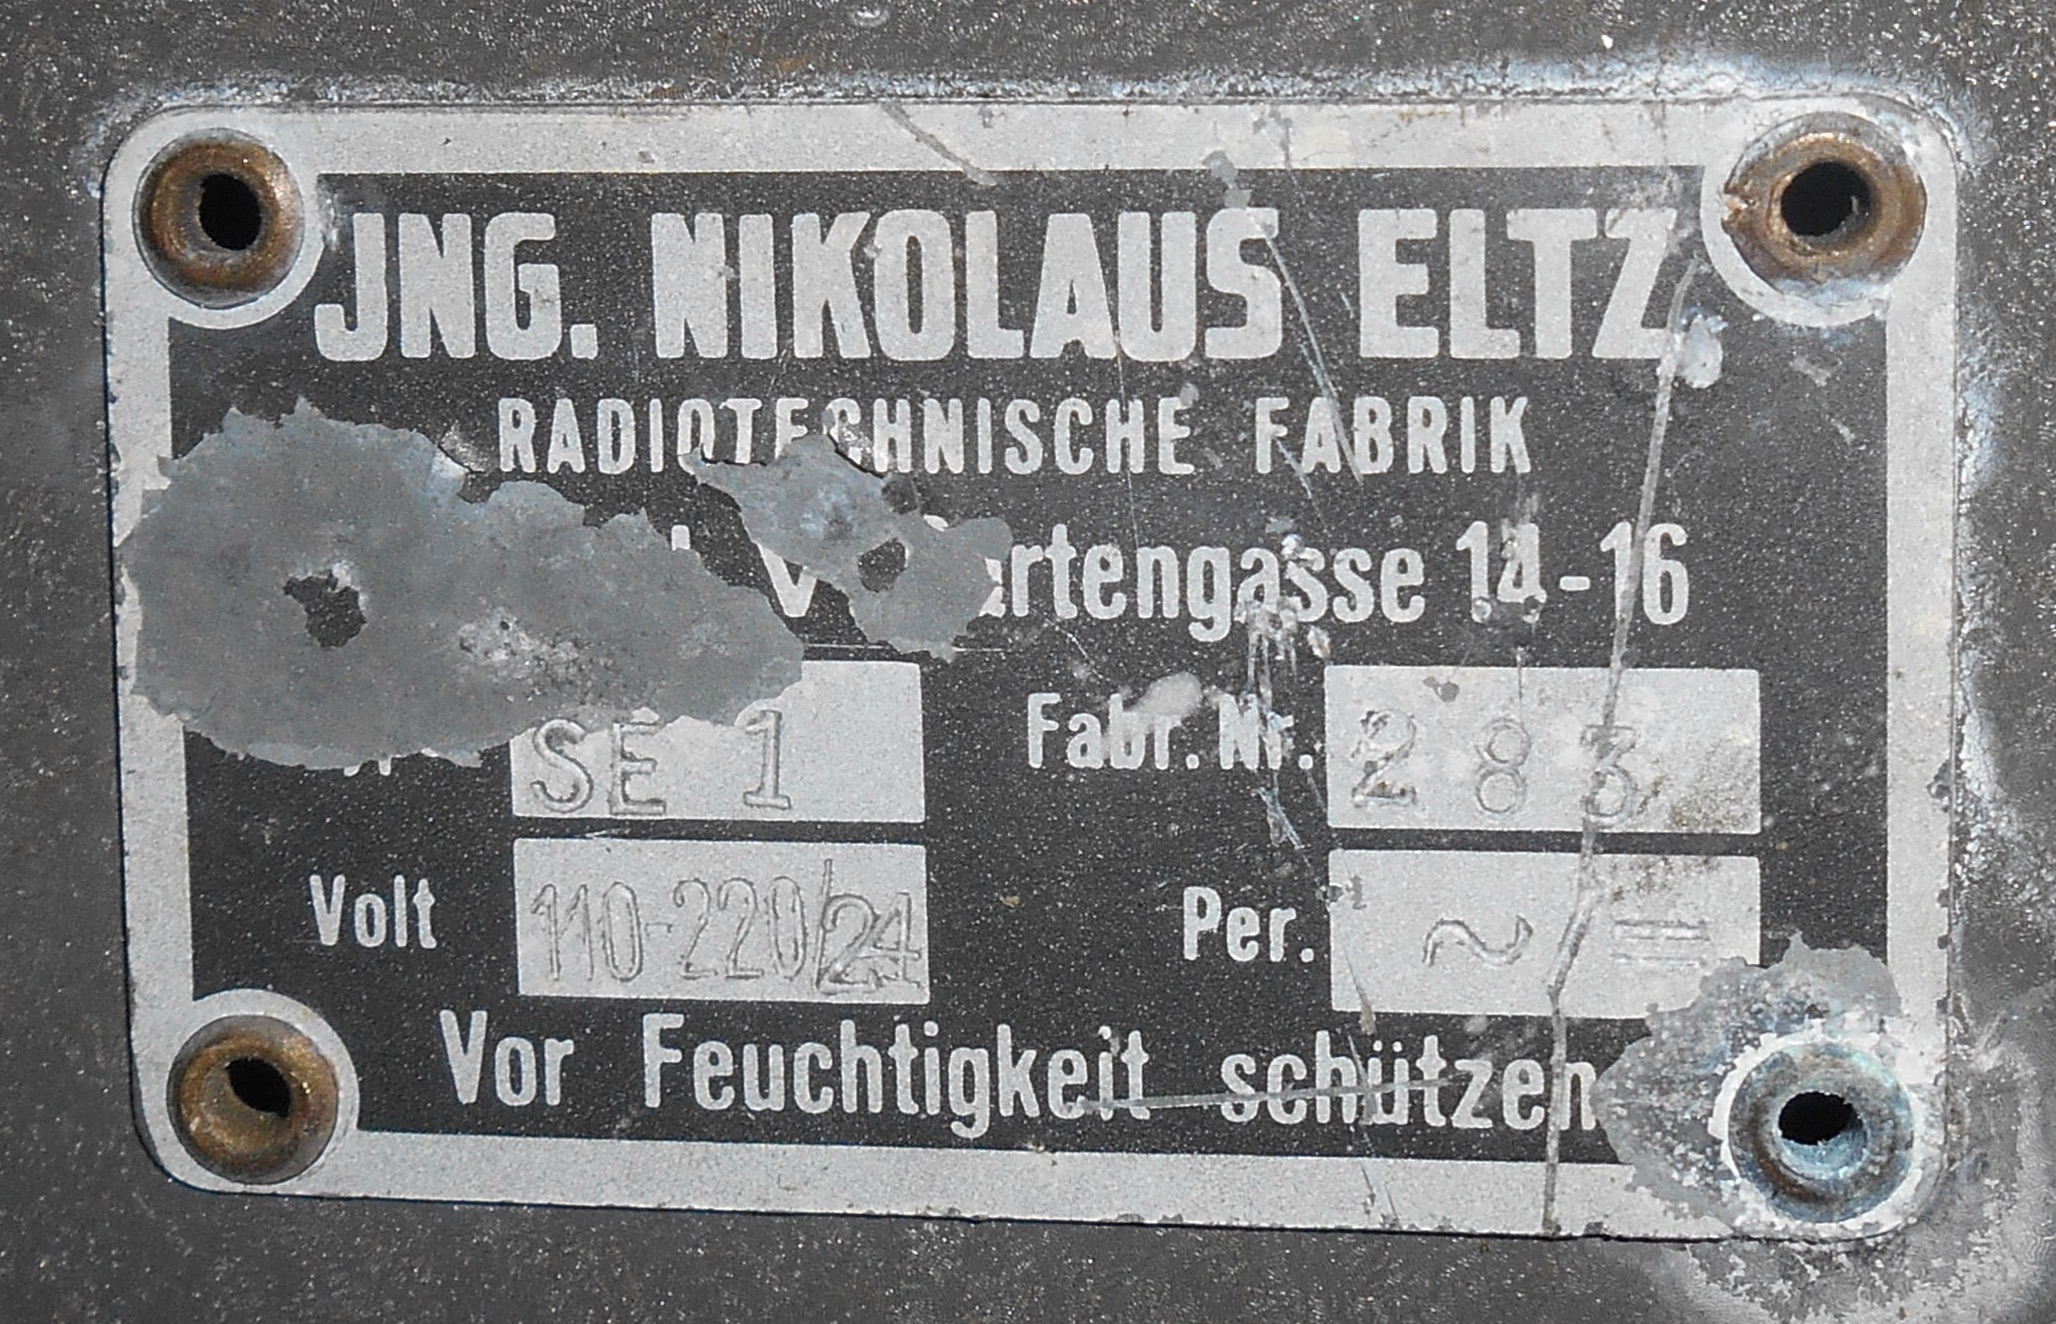 JNG. NIKOLAUS ELTZ
RADIOTECHNISCHE FABRIK
14-16
SE 1 Fabr. Nr. 283
Volt 110-220/24 Per. ~/=
Vor Feuchtigkeit schützen